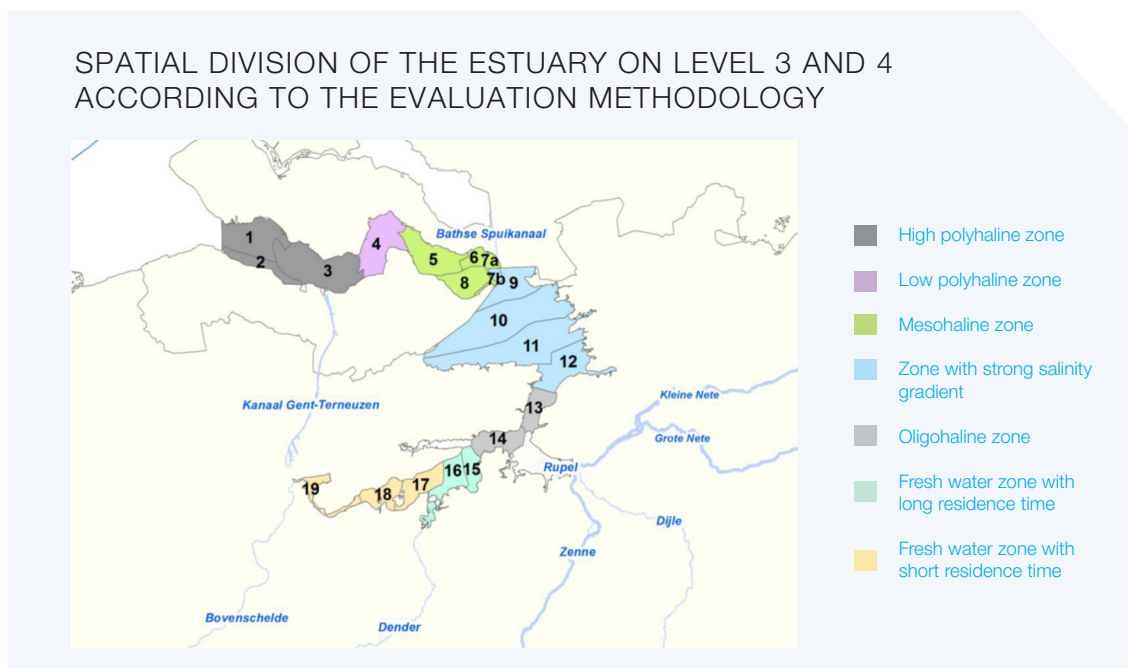 SPATIAL DIVISION OF THE ESTUARY ON LEVEL 3 AND 4
ACCORDING TO THE EVALUATION METHODOLOGY
1
2
3
4
Bathse Spuikanaal
5
6
7a
8
7b
9
10
11
12
Kanaal Gent-Terneuzen
13
Kleine Nete
14
Grote Nete
16
15
Rupel
17
18
19
Dijle
Zenne
Bovenschelde
Dender
High polyhaline zone
Low polyhaline zone
Mesohaline zone
Zone with strong salinity
gradient
Oligohaline zone
Fresh water zone with
long residence time
Fresh water zone with
short residence time